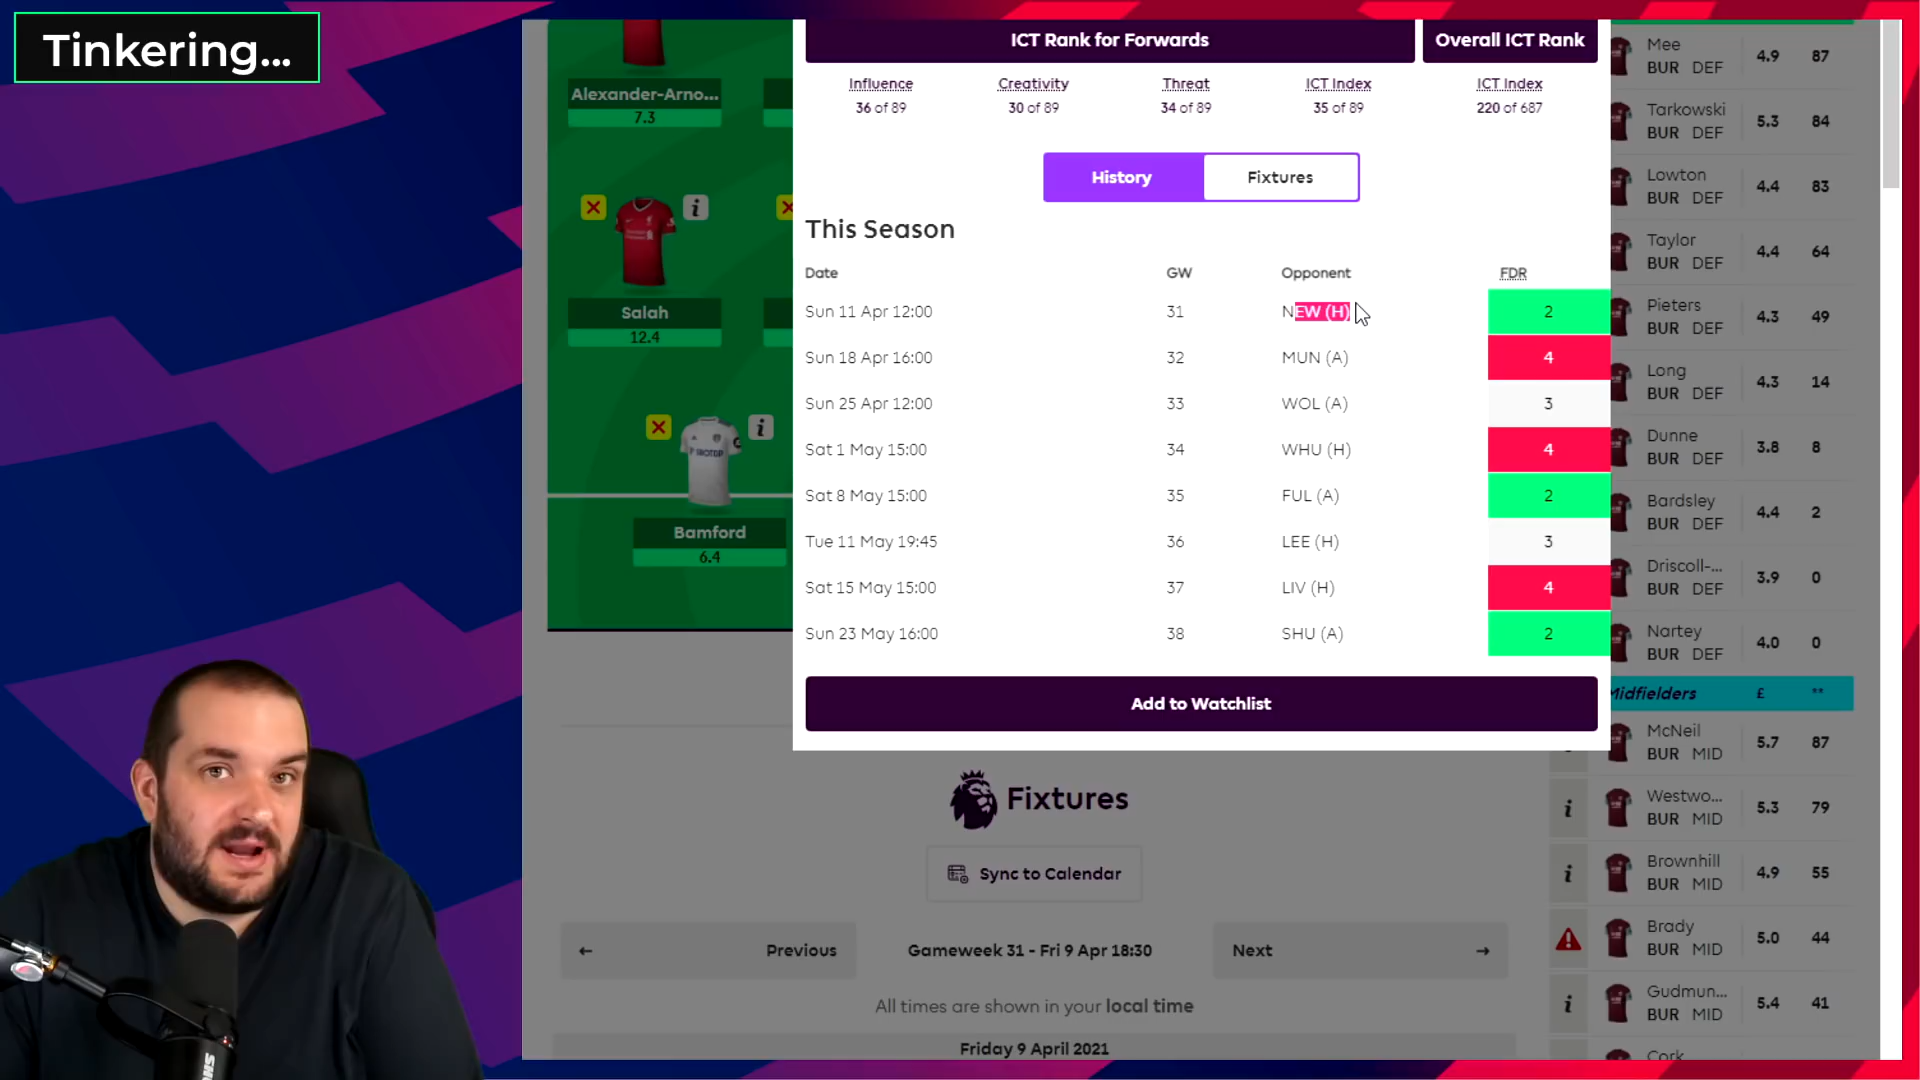 Tinkering...
Alexander-Arno...
7.3
Salah
12.4
Bamford
6.4
ICT Rank for Forwards
Overall ICT Rank
Influence Creativity Threat ICT Index ICT Index
36 of 89 30 of 89 34 of 89 35 of 89 220 of 687
History Fixtures
This Season
Date GW Opponent FDR
Sun 11 Apr 12:00 31 NEW (H) 2
Sun 18 Apr 16:00 32 MUN (A) 4
Sun 25 Apr 12:00 33 WOL (A) 3
Sat 1 May 15:00 34 WHU (H) 4
Sat 8 May 15:00 35 FUL (A) 2
Tue 11 May 19:45 36 LEE (H) 3
Sat 15 May 15:00 37 LIV (H) 4
Sun 23 May 16:00 38 SHU (A) 2
Add to Watchlist
Fixtures
Sync to Calendar
← Previous
Gameweek 31 - Fri 9 Apr 18:30
Next →
All times are shown in your local time
Friday 9 April 2021
Mee
BUR DEF 4.9 87
Tarkowski
BUR DEF 5.3 84
Lowton
BUR DEF 4.4 83
Taylor
BUR DEF 4.4 64
Pieters
BUR DEF 4.3 49
Long
BUR DEF 4.3 14
Dunne
BUR DEF 3.8 8
Bardsley
BUR DEF 4.4 2
Driscoll-...
BUR DEF 3.9 0
Nartey
BUR DEF 4.0 0
Midfielders £ **
McNeil
BUR MID 5.7 87
Westwo...
BUR MID 5.3 79
Brownhill
BUR MID 4.9 55
Brady
BUR MID 5.0 44
Gudmun...
BUR MID 5.4 41
Cork